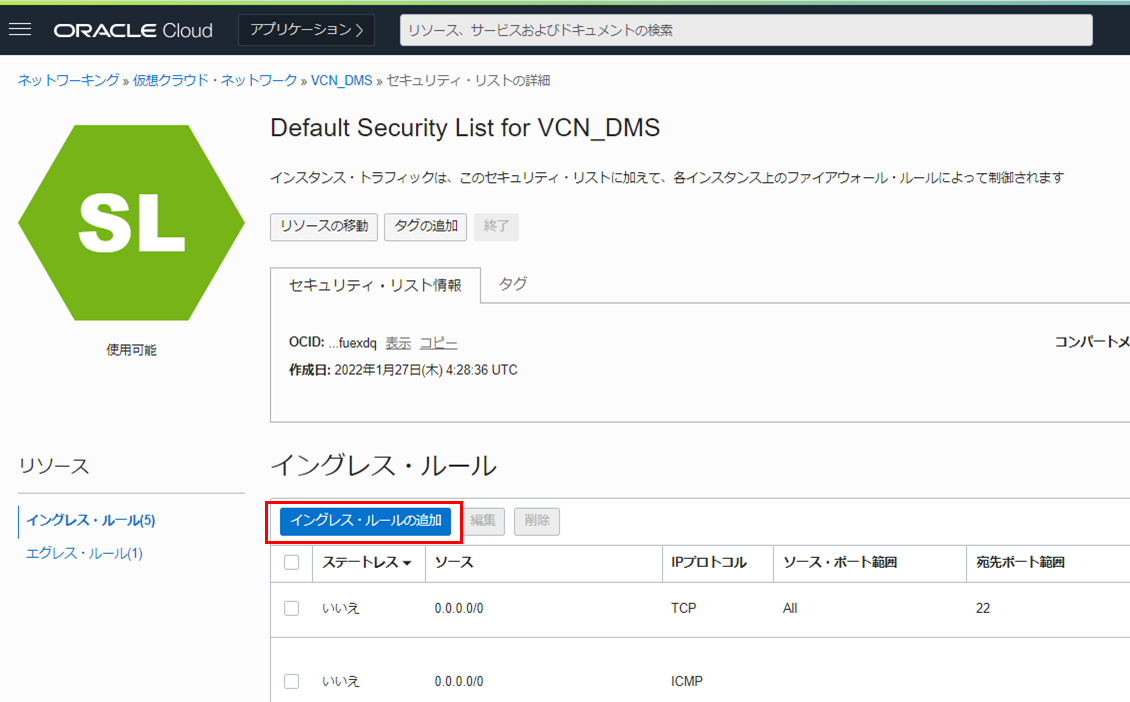 ORACLE Cloud アプリケーション リソース、サービスおよびドキュメントの検索
ネットワーキング » 仮想クラウド・ネットワーク » VCN_DMS » セキュリティ・リストの詳細
SL
使用可能
Default Security List for VCN_DMS
インスタンス・トラフィックは、このセキュリティ・リストに加えて、各インスタンス上のファイアウォール・ルールによって制御されます
リソースの移動 タグの追加 終了
セキュリティ・リスト情報 タグ
OCID: ...fuexdq 表示 コピー コンパートメ
作成日: 2022年1月27日(木) 4:28:36 UTC
リソース
イングレス・ルール(5)
エグレス・ルール(1)
イングレス・ルール
イングレス・ルールの追加 編集 削除
ステートレス ソース IPプロトコル ソース・ポート範囲 宛先ポート範囲
いいえ 0.0.0.0/0 TCP All 22
いいえ 0.0.0.0/0 ICMP